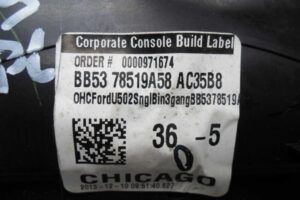 Corporate Console Build Label
ORDER # 0000971674
BB53 78519A58 AC35B8
OHCFordU502SnglBin3gangBB5378519A
36 -5
0
CHICAGO
2013-12-10 09:51:40.827